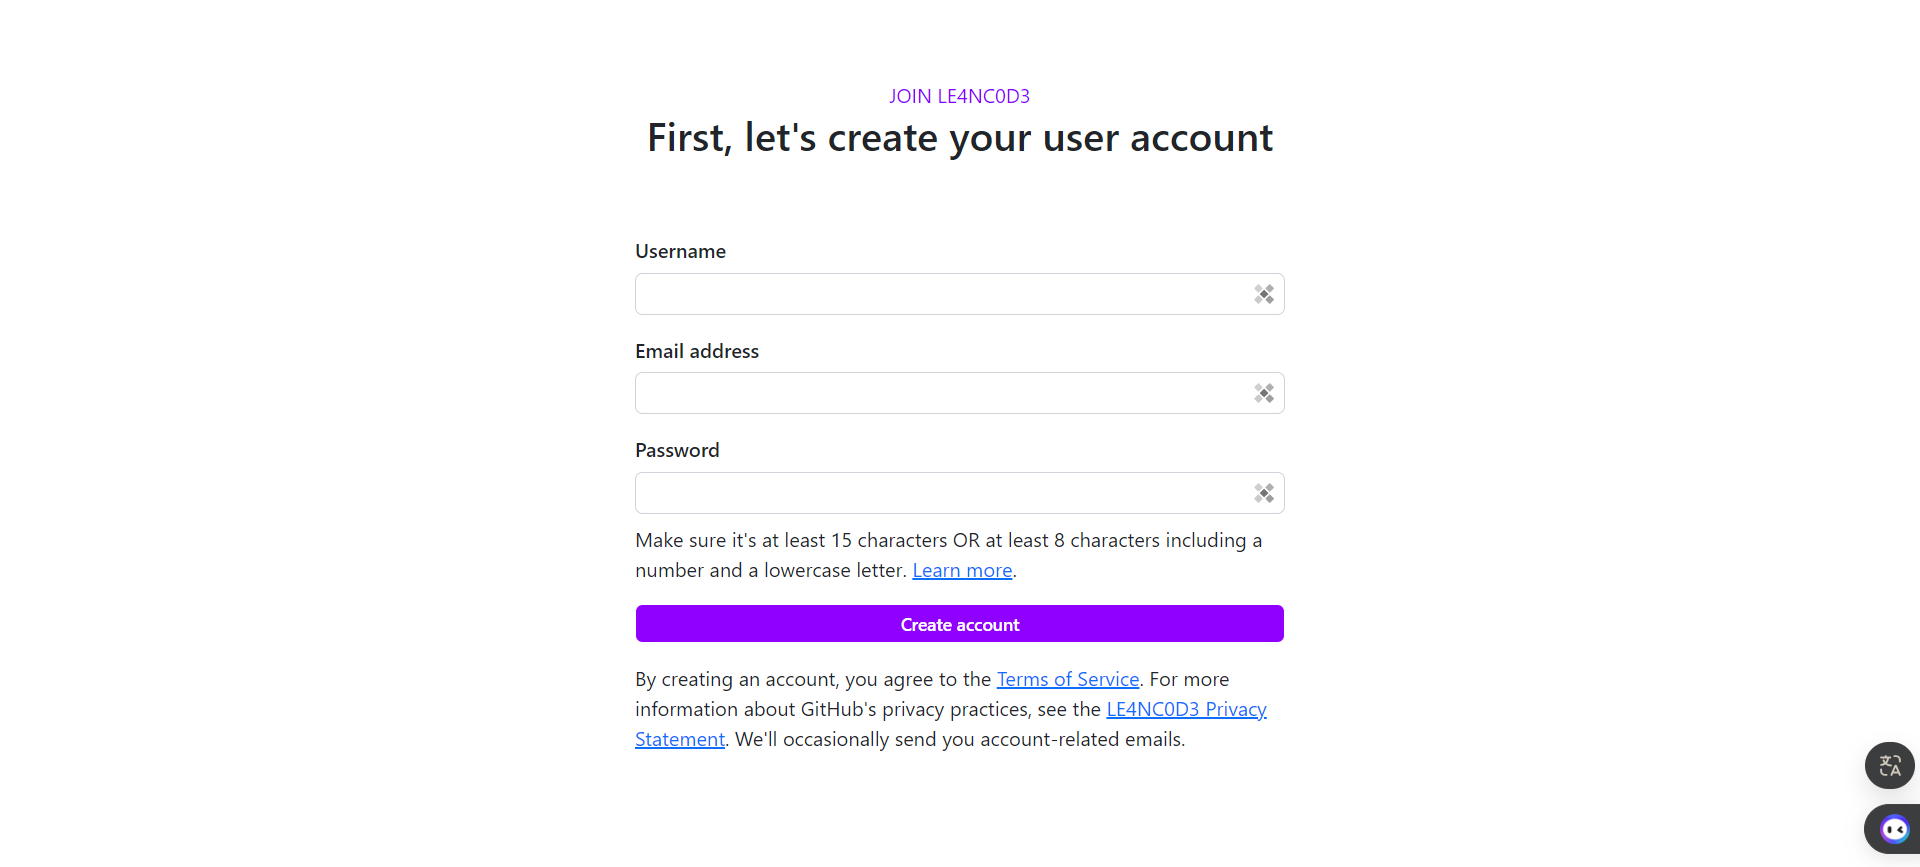 JOIN LE4NC0D3
First, let's create your user account
Username
Email address
Password
Make sure it's at least 15 characters OR at least 8 characters including a
number and a lowercase letter. Learn more.
Create account
By creating an account, you agree to the Terms of Service. For more
information about GitHub's privacy practices, see the LE4NC0D3 Privacy
Statement. We'll occasionally send you account-related emails.
文A